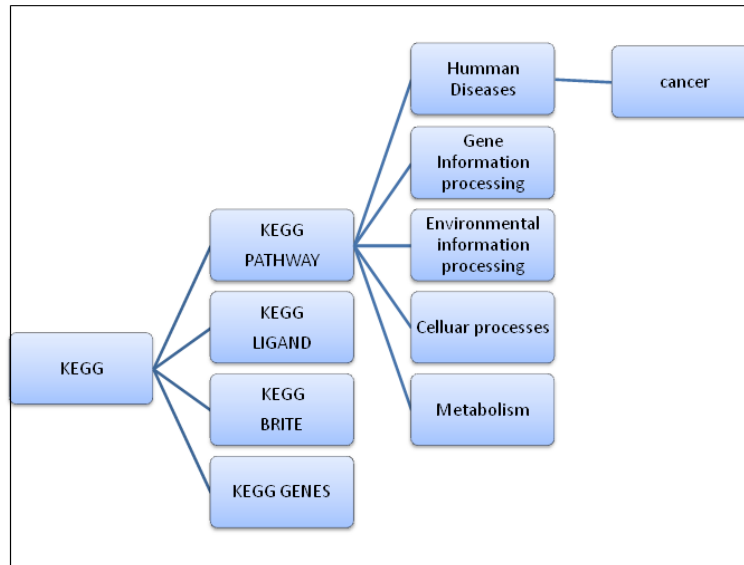 Humman
Diseases
cancer
Gene
Information
processing
KEGG
PATHWAY
Environmental
information
processing
KEGG
LIGAND
Celluar processes
KEGG
KEGG
BRITE
Metabolism
KEGG GENES